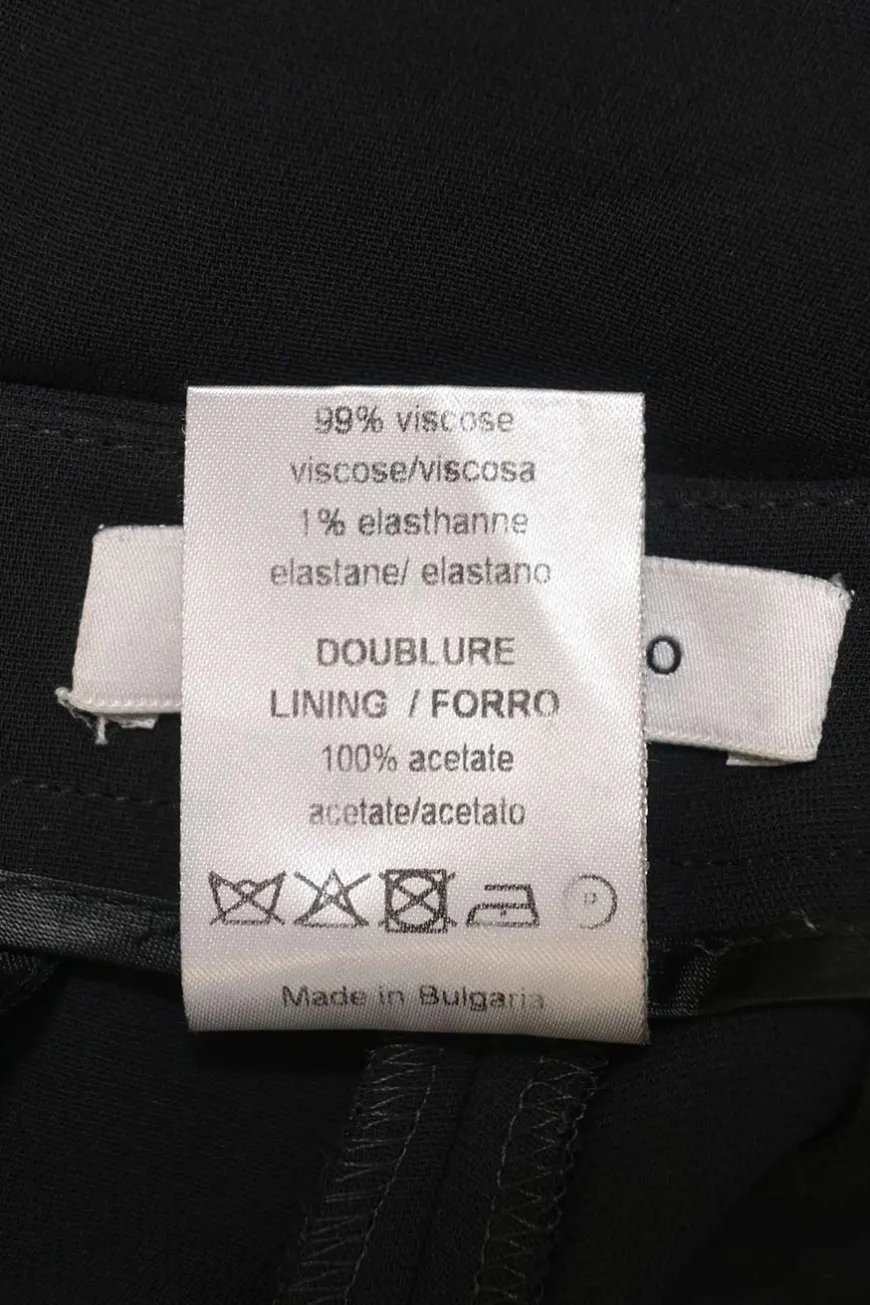 99% viscose
viscose/viscosa
1% elasthanne
elastane/ elastano
DOUBLURE
LINING / FORRO
100% acetate
acetate/acetato
O
P
Made in Bulgaria